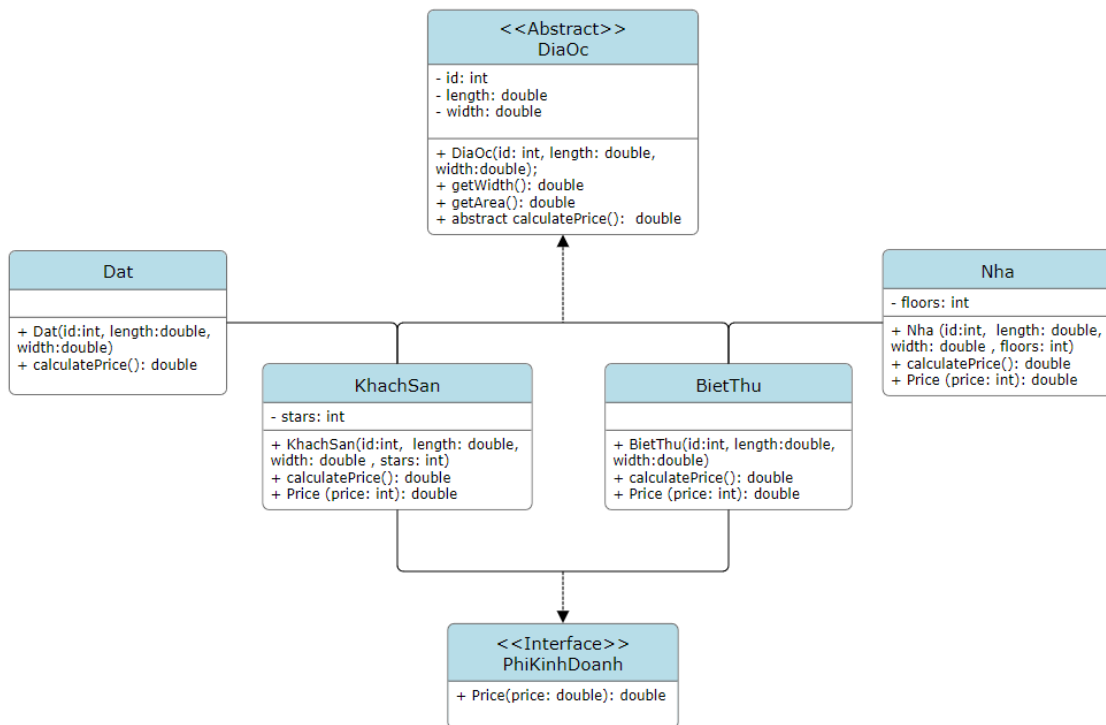 <<Abstract>>
DiaOc
- id: int
- length: double
- width: double
+ DiaOc(id: int, length: double,
width:double);
+ getWidth(): double
+ getArea(): double
+ abstract calculatePrice():  double
Dat
+ Dat(id:int, length:double,
width:double)
+ calculatePrice(): double
Nha
- floors: int
+ Nha (id:int,  length: double,
width: double , floors: int)
+ calculatePrice(): double
+ Price (price: int): double
KhachSan
- stars: int
+ KhachSan(id:int,  length: double,
width: double , stars: int)
+ calculatePrice(): double
+ Price (price: int): double
BietThu
+ BietThu(id:int, length:double,
width:double)
+ calculatePrice(): double
+ Price (price: int): double
<<Interface>>
PhiKinhDoanh
+ Price(price: double): double